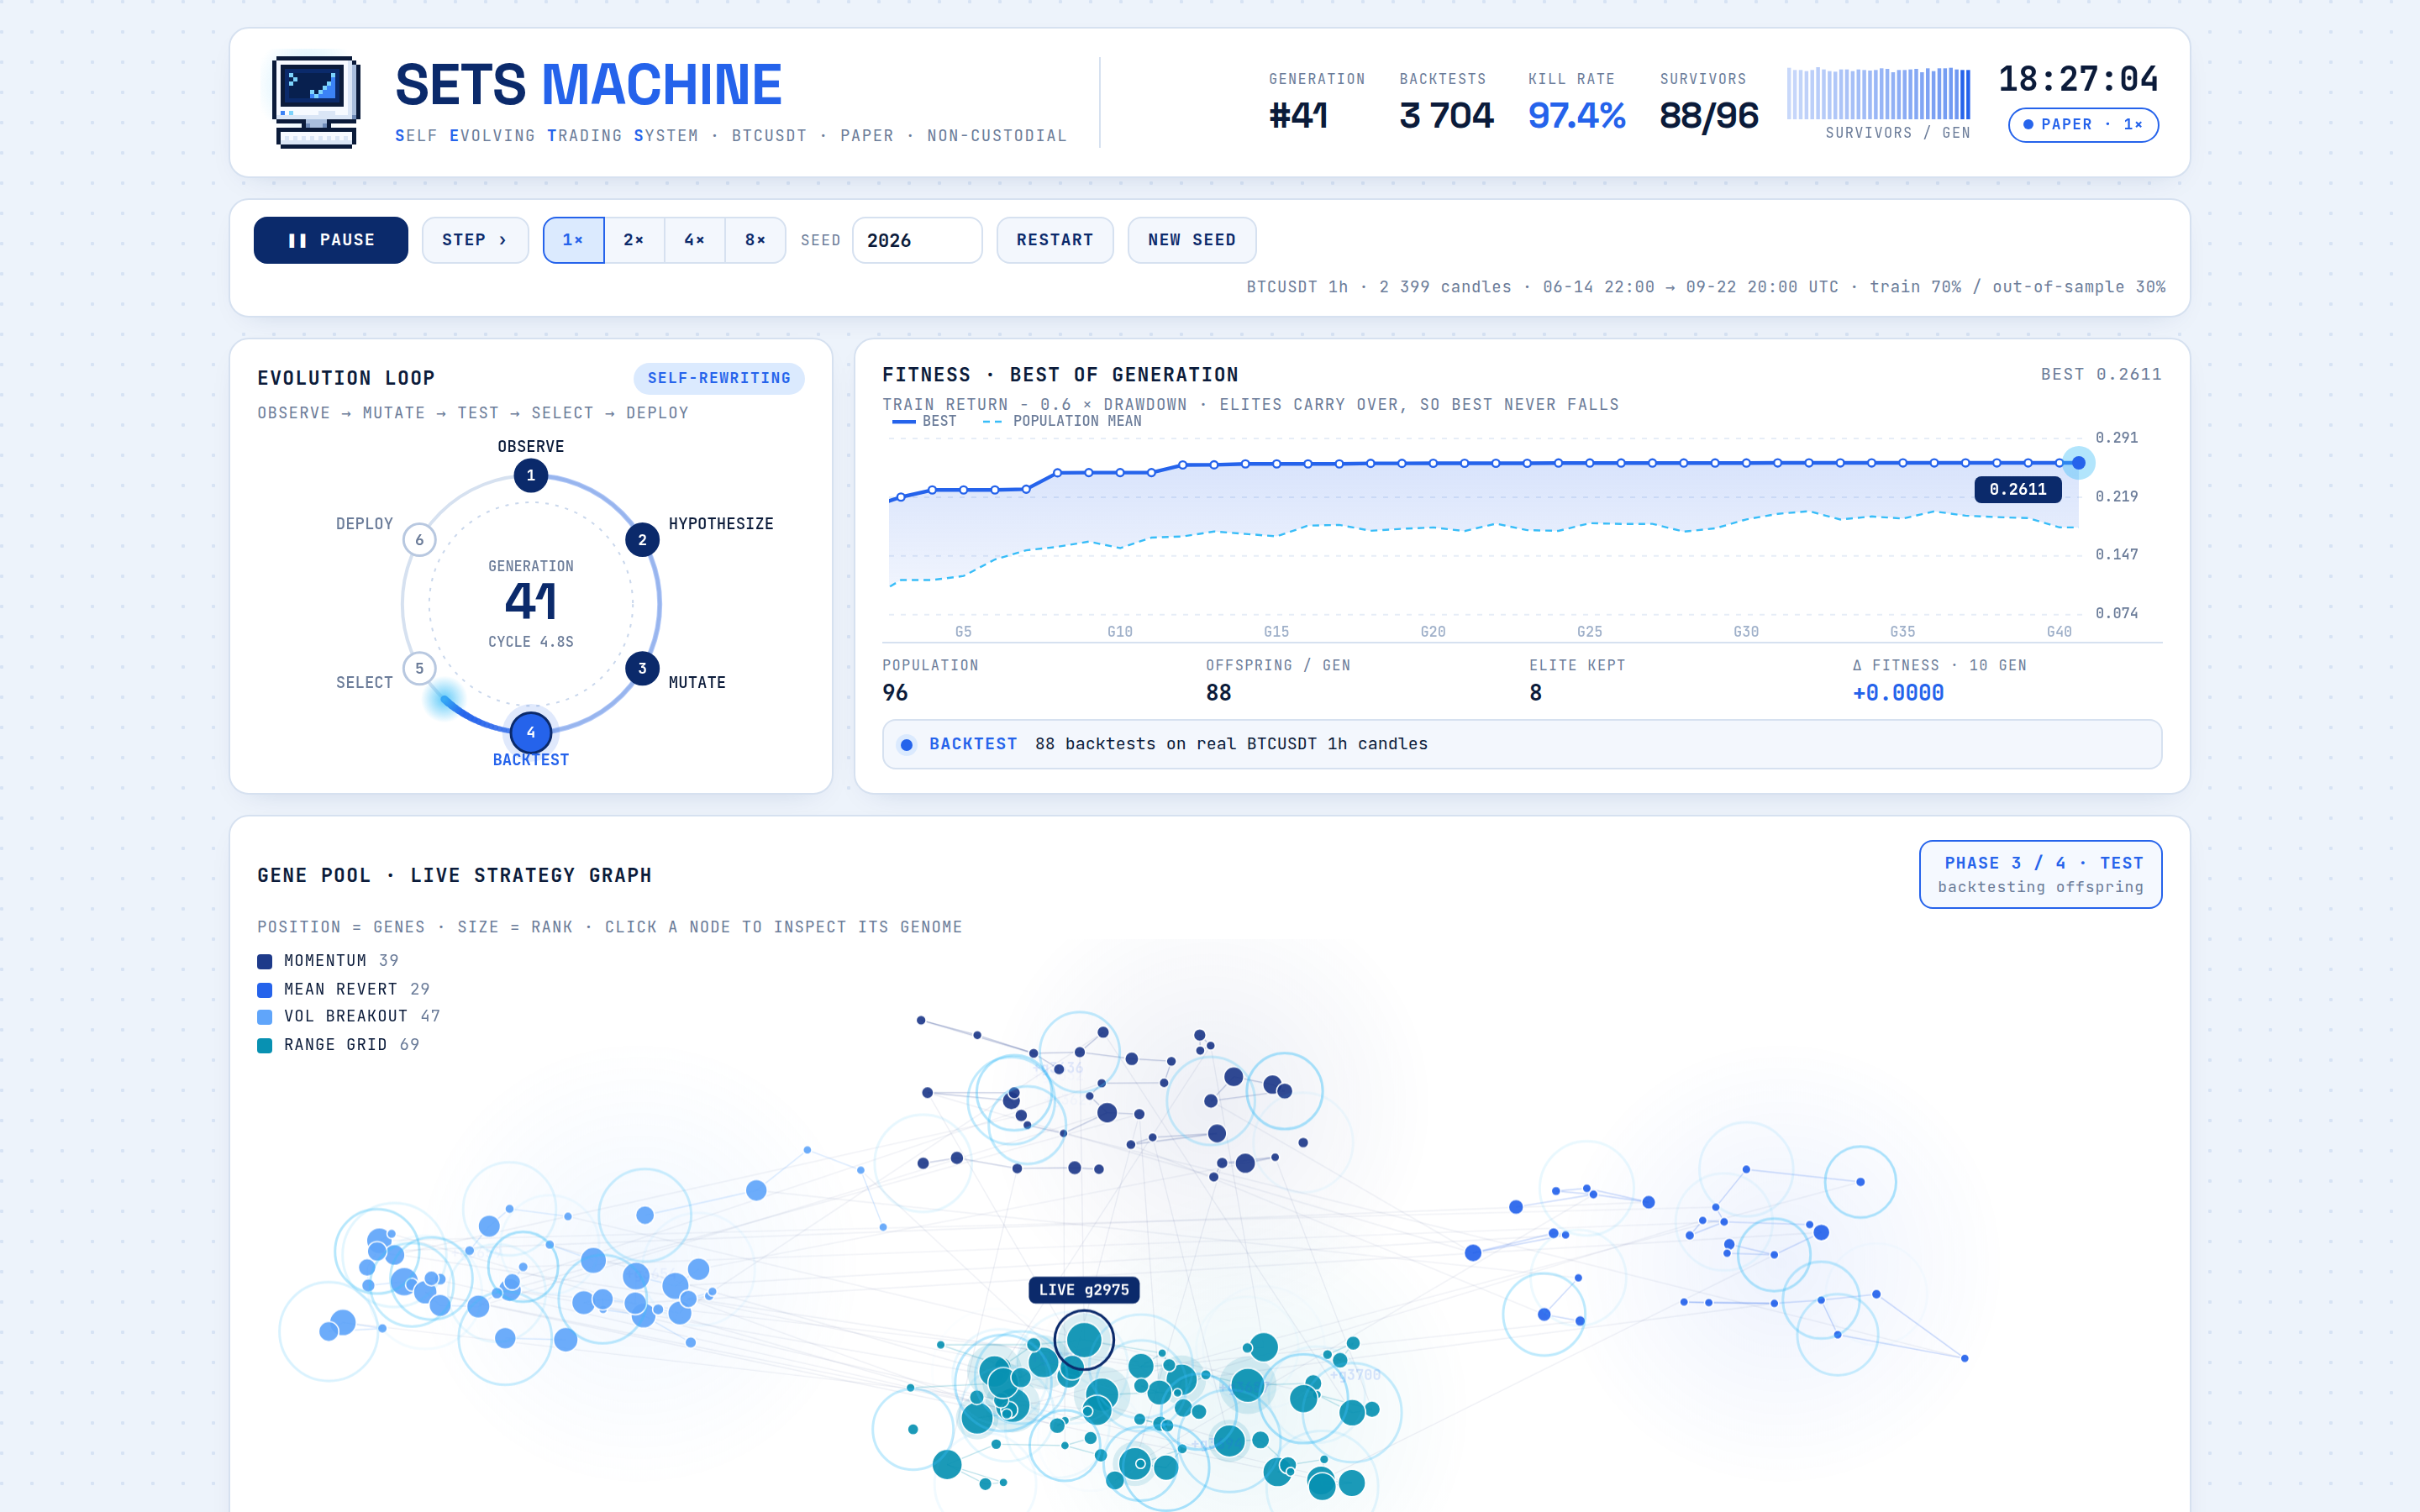 SETS MACHINE
SELF EVOLVING TRADING SYSTEM · BTCUSDT · PAPER · NON-CUSTODIAL
GENERATION
#41
BACKTESTS
3 704
KILL RATE
97.4%
SURVIVORS
88/96
SURVIVORS / GEN
18:27:04
PAPER · 1×
PAUSE
STEP ›
1×
2×
4×
8×
SEED
2026
RESTART
NEW SEED
BTCUSDT 1h · 2 399 candles · 06-14 22:00 → 09-22 20:00 UTC · train 70% / out-of-sample 30%
EVOLUTION LOOP
SELF-REWRITING
OBSERVE → MUTATE → TEST → SELECT → DEPLOY
OBSERVE
1
DEPLOY
6
2
HYPOTHESIZE
GENERATION
41
CYCLE 4.8S
SELECT
5
3
MUTATE
4
BACKTEST
FITNESS · BEST OF GENERATION
BEST 0.2611
TRAIN RETURN - 0.6 × DRAWDOWN · ELITES CARRY OVER, SO BEST NEVER FALLS
BEST
POPULATION MEAN
0.291
0.2611
0.219
0.147
0.074
G5
G10
G15
G20
G25
G30
G35
G40
POPULATION
96
OFFSPRING / GEN
88
ELITE KEPT
8
Δ FITNESS · 10 GEN
+0.0000
BACKTEST 88 backtests on real BTCUSDT 1h candles
GENE POOL · LIVE STRATEGY GRAPH
PHASE 3 / 4 · TEST
backtesting offspring
POSITION = GENES · SIZE = RANK · CLICK A NODE TO INSPECT ITS GENOME
MOMENTUM 39
MEAN REVERT 29
VOL BREAKOUT 47
RANGE GRID 69
LIVE g2975
+g3700